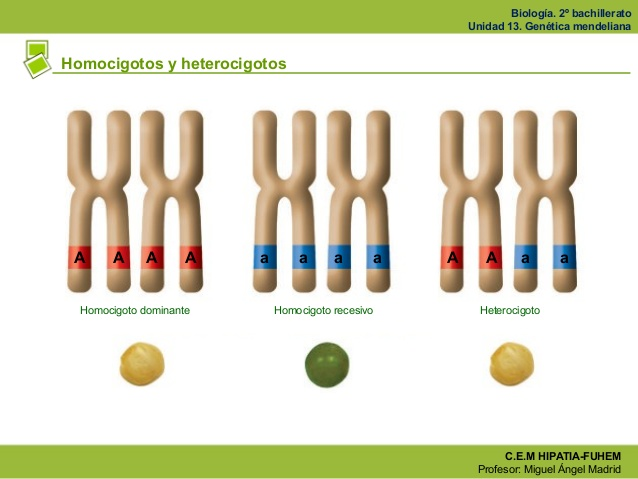 Biología. 2º bachillerato
Unidad 13. Genética mendeliana
Homocigotos y heterocigotos
A A A A a a a a A A a a
Homocigoto dominante Homocigoto recesivo Heterocigoto
C.E.M HIPATIA-FUHEM
Profesor: Miguel Ángel Madrid